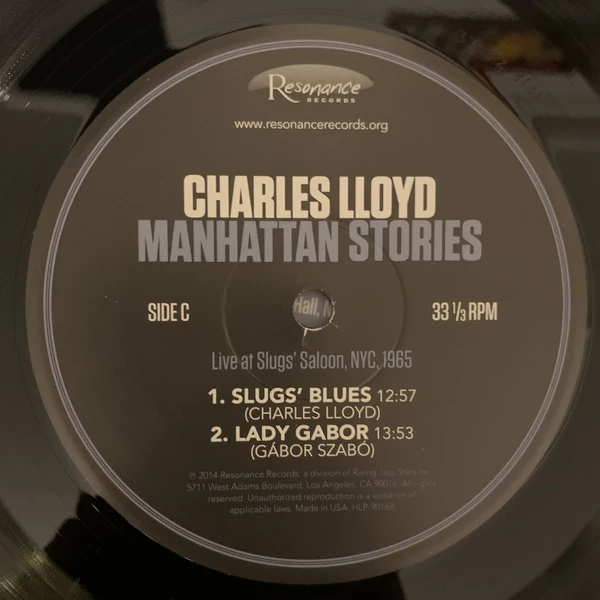 Resonance
RECORDS
www.resonancerecords.org
CHARLES LLOYD
MANHATTAN STORIES
SIDE C
Hall, N
33 1/3 RPM
Live at Slugs' Saloon, NYC, 1965
1. SLUGS' BLUES 12:57
(CHARLES LLOYD)
2. LADY GABOR 13:53
(GÁBOR SZABÓ)
℗ 2014 Resonance Records, a division of Rising Jazz Stars Inc.
5711 West Adams Boulevard, Los Angeles, CA 90016. All rights
reserved. Unauthorized reproduction is a violation of
applicable laws. Made in USA. HLP-9016B